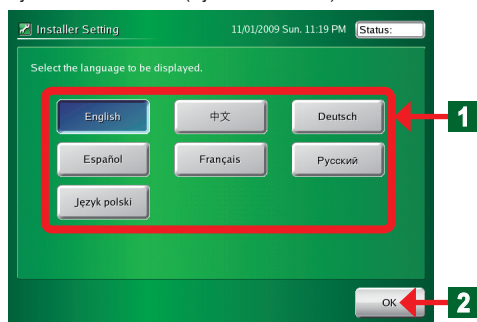 Installer Setting 11/01/2009 Sun. 11:19 PM Status:
Select the language to be displayed.
English 中文 Deutsch
1
Español Français Русский
Język polski
OK
2